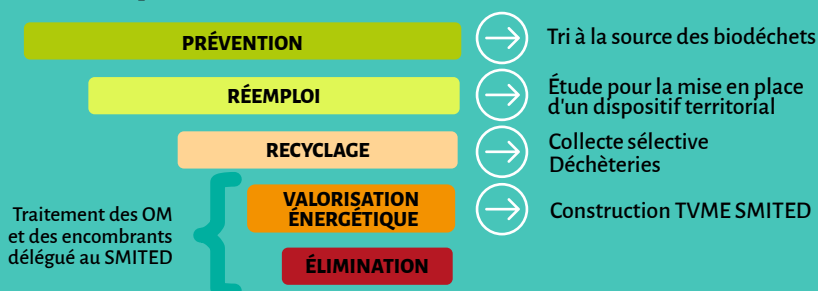 PRÉVENTION
Tri à la source des biodéchets
RÉEMPLOI
Étude pour la mise en place
d'un dispositif territorial
RECYCLAGE
Collecte sélective
Déchèteries
VALORISATION
ÉNERGÉTIQUE
Construction TVME SMITED
Traitement des OM
et des encombrants
délégué au SMITED
ÉLIMINATION